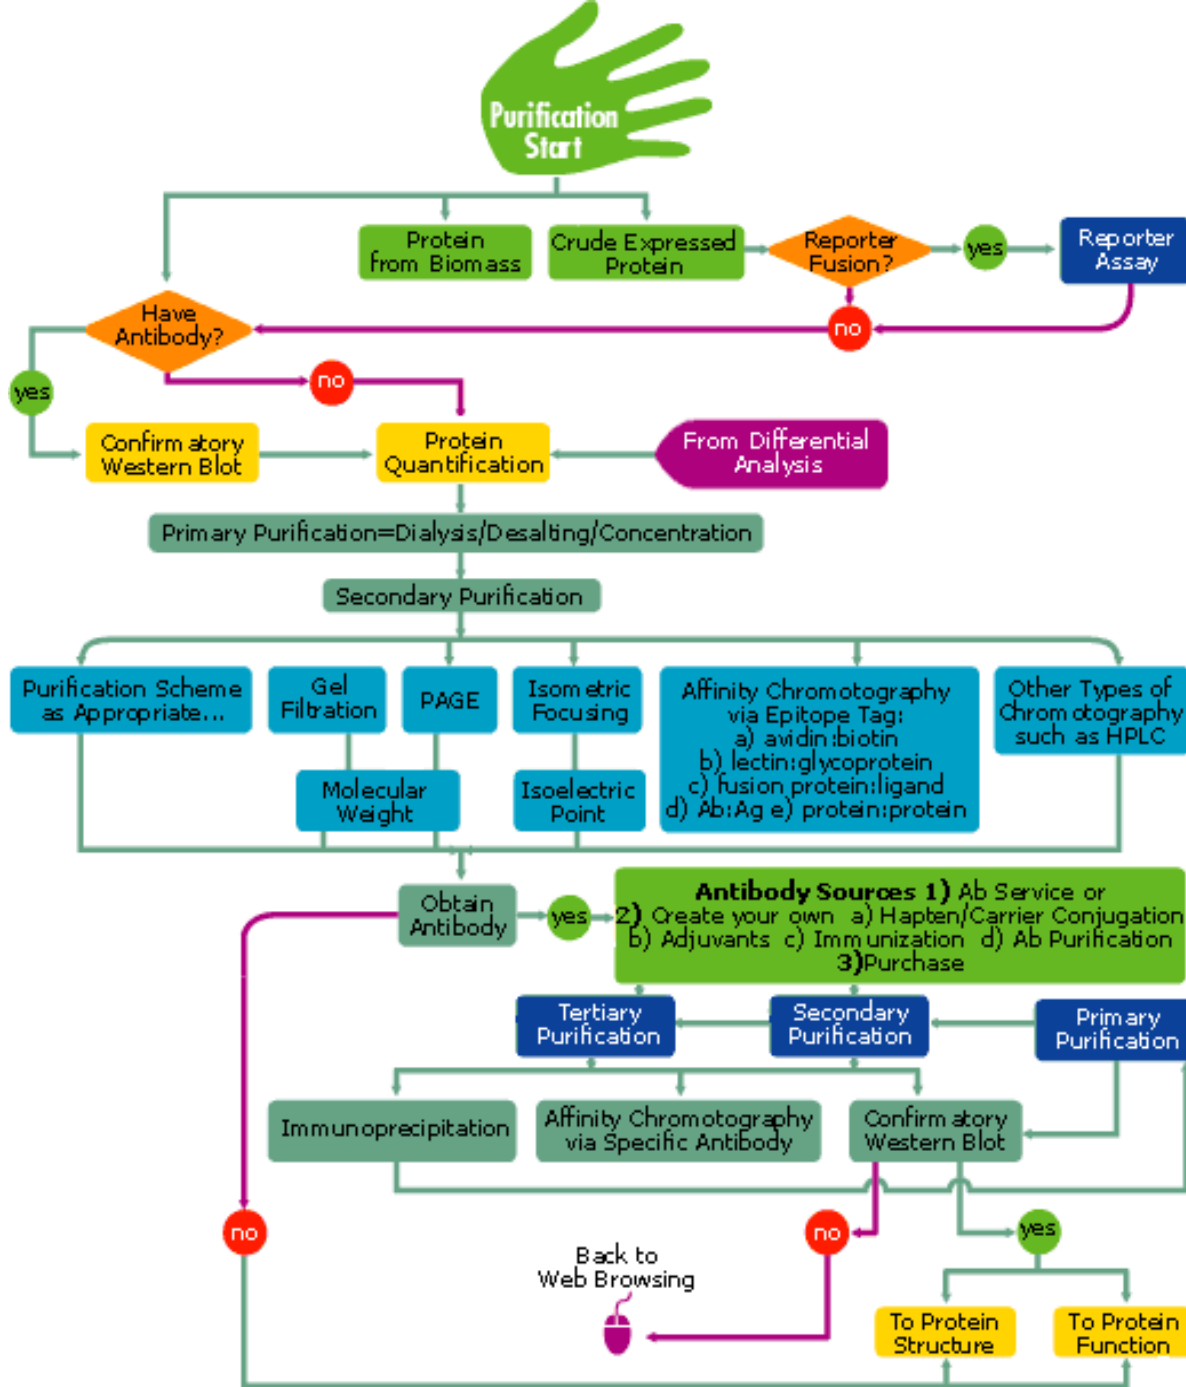 Purification
Start
Protein
from Biomass
Crude Expressed
Protein
Reporter
Fusion?
yes
Reporter
Assay
Have
Antibody?
no
yes
no
Confirmatory
Western Blot
Protein
Quantification
From Differential
Analysis
Primary Purification=Dialysis/Desalting/Concentration
Secondary Purification
Purification Scheme
as Appropriate...
Gel
Filtration
PAGE
Isometric
Focusing
Affinity Chromotography
via Epitope Tag:
a) avidin:biotin
b) lectin:glycoprotein
c) fusion protein:ligand
d) Ab:Ag e) protein:protein
Other Types of
Chromotography
such as HPLC
Molecular
Weight
Isoelectric
Point
Obtain
Antibody
yes
Antibody Sources 1) Ab Service or
2) Create your own a) Hapten/Carrier Conjugation
b) Adjuvants c) Immunization d) Ab Purification
3)Purchase
Tertiary
Purification
Secondary
Purification
Primary
Purification
Immunoprecipitation
Affinity Chromotography
via Specific Antibody
Confirmatory
Western Blot
no
no
yes
Back to
Web Browsing
To Protein
Structure
To Protein
Function